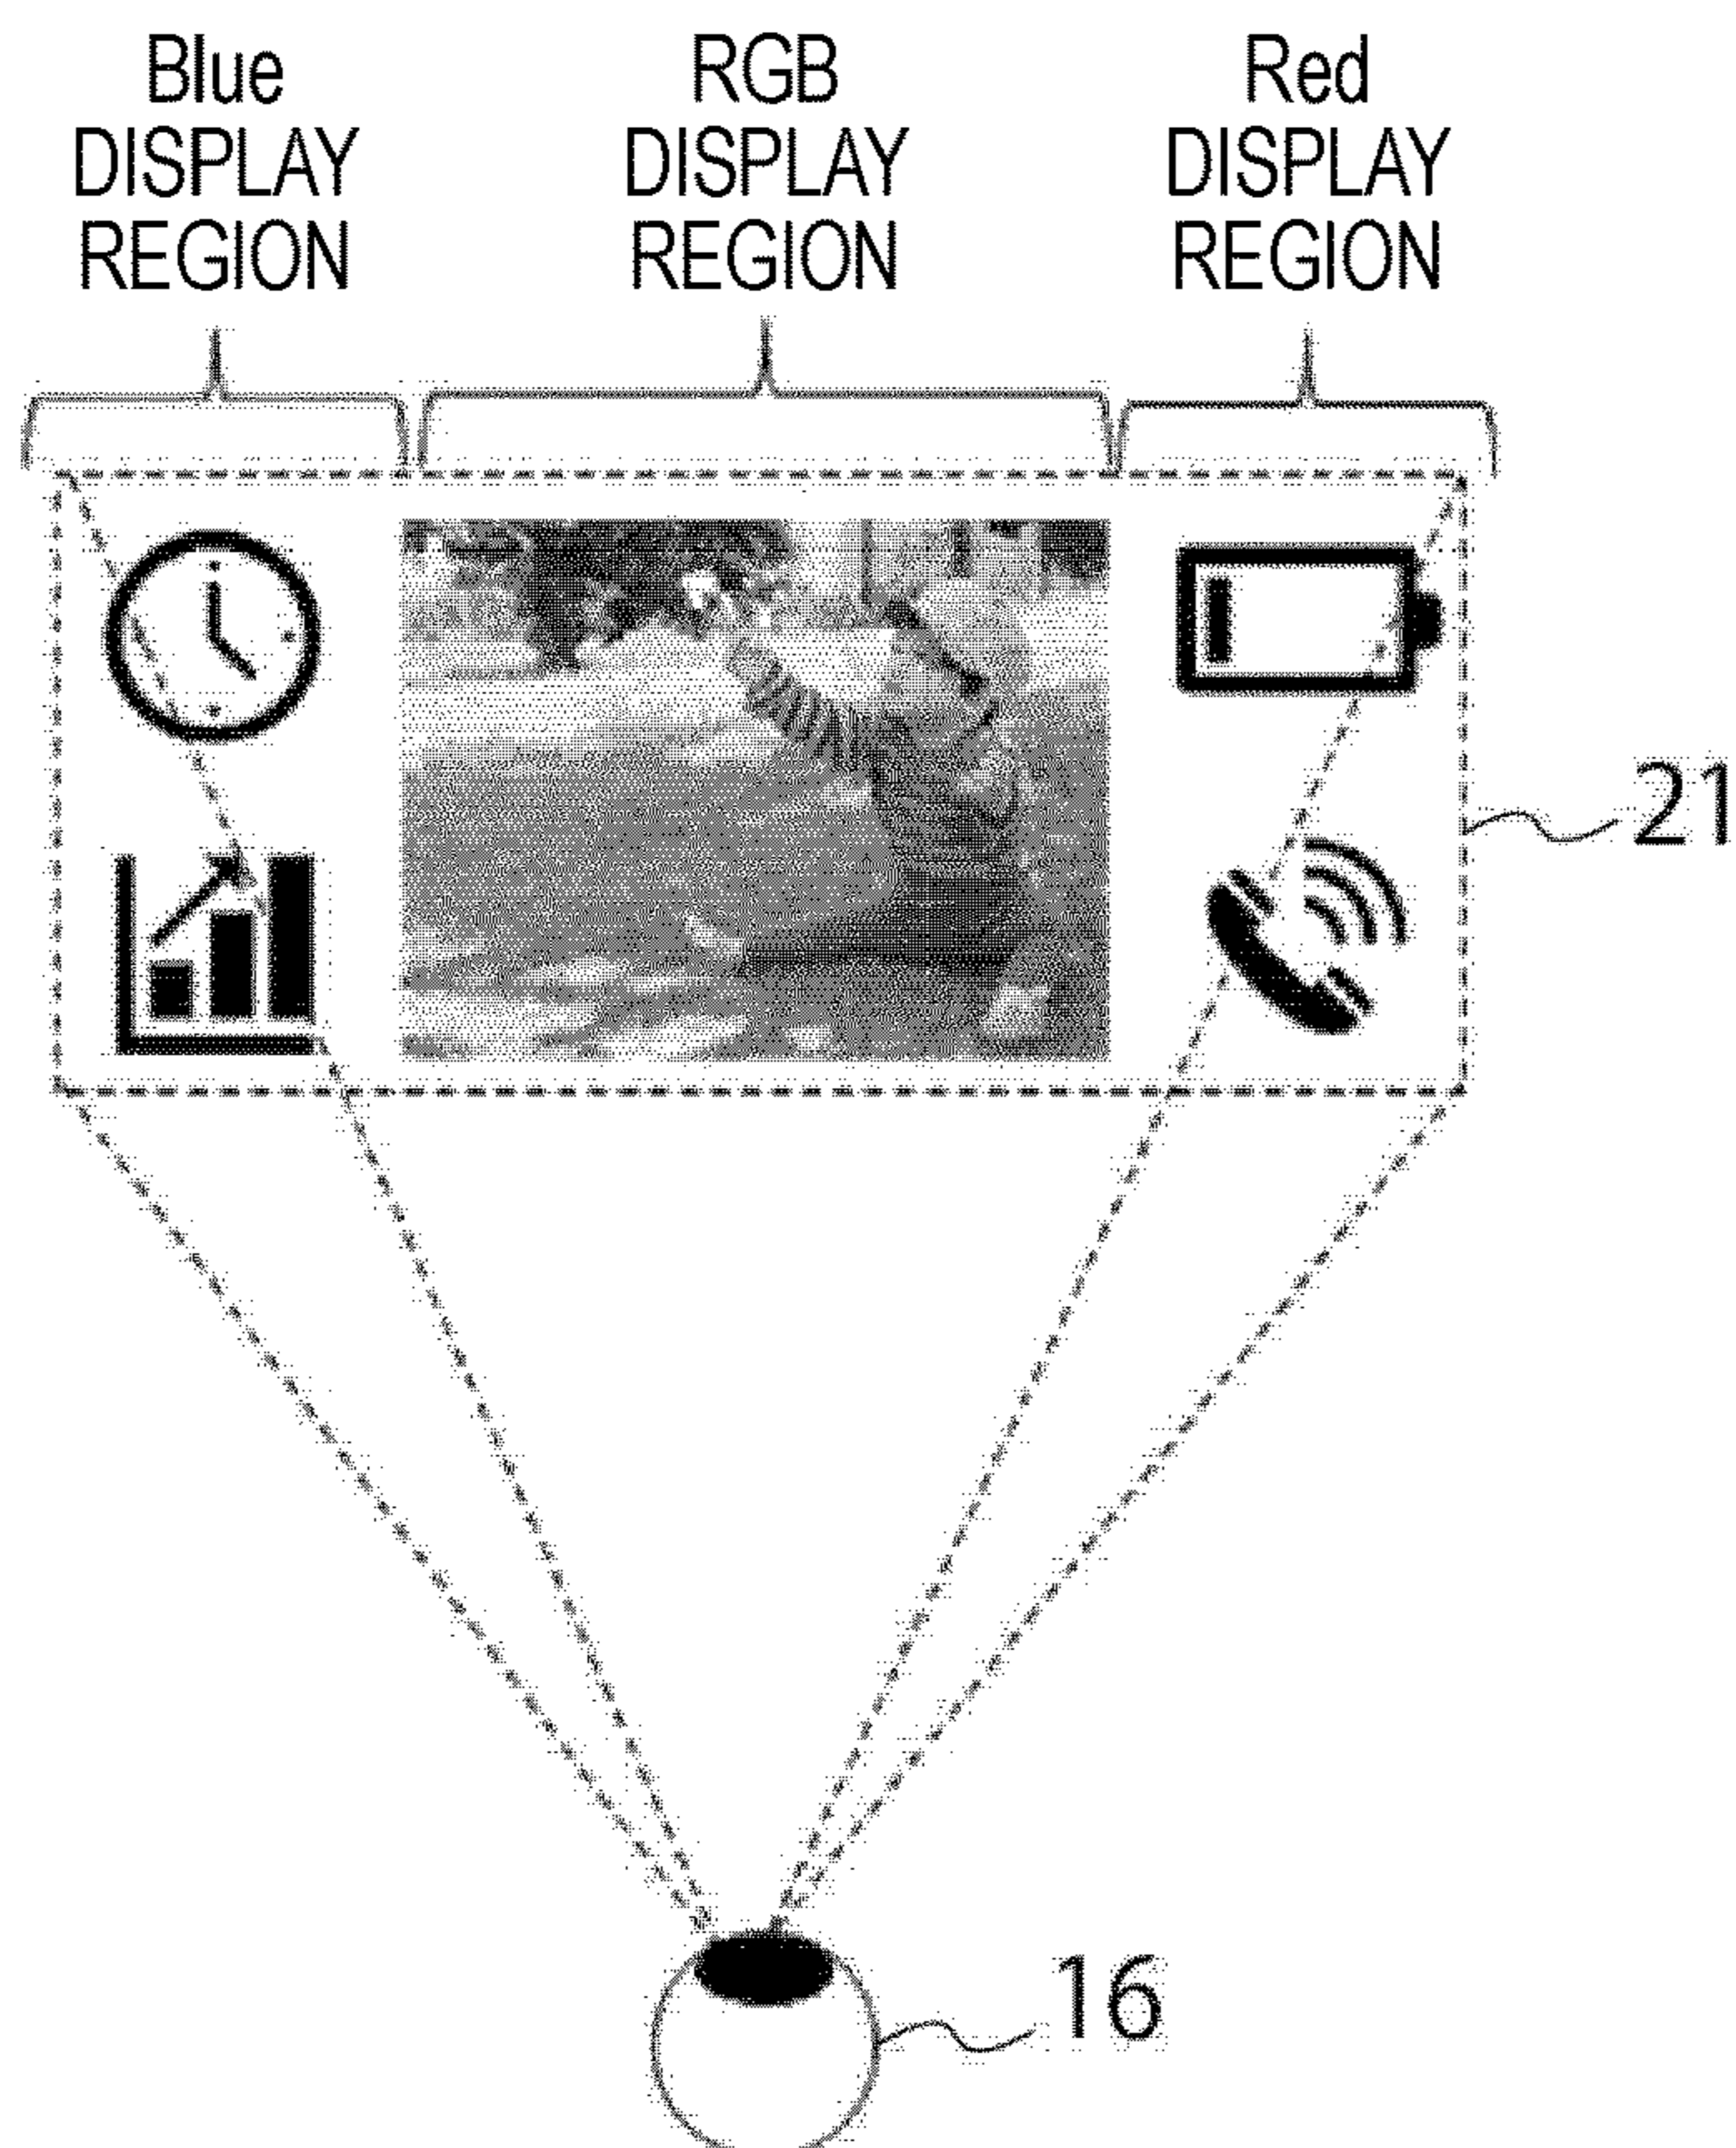 Blue
DISPLAY
REGION
RGB
DISPLAY
REGION
Red
DISPLAY
REGION
21
16